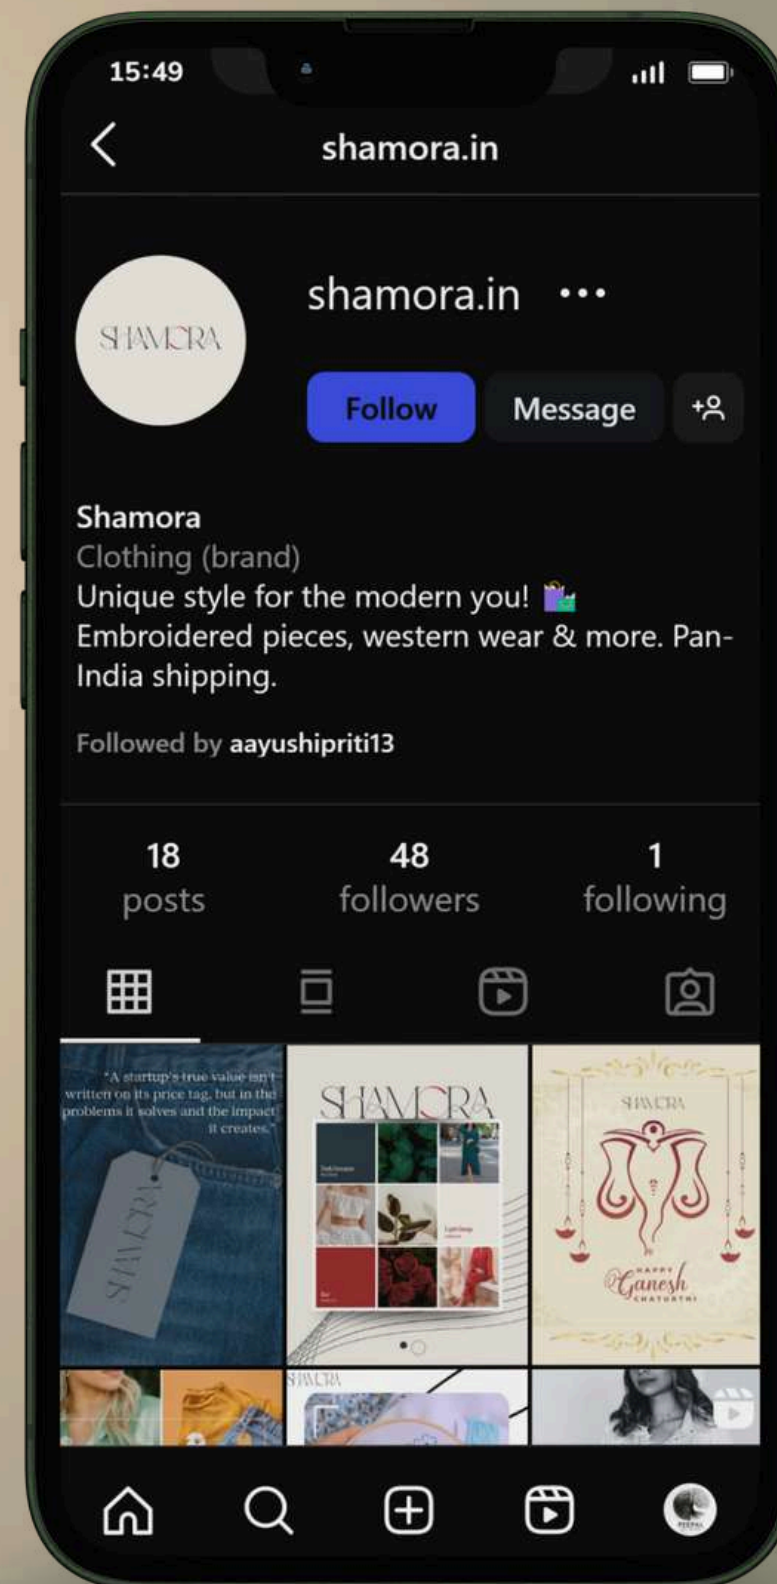 15:49
shamora.in
SHAMORA
shamora.in
Follow
Message
Shamora
Clothing (brand)
Unique style for the modern you!
Embroidered pieces, western wear & more. Pan-
India shipping.
Followed by aayushipriti13
18
48
1
posts
followers
following
"A startup's true value isn't
written on its price tag, but in the
problems it solves and the impact
it creates."
SHAMORA
SHAMORA
SHAMORA
HAPPY
Ganesh
CHATURTHI
SHAMORA
PEEPAL